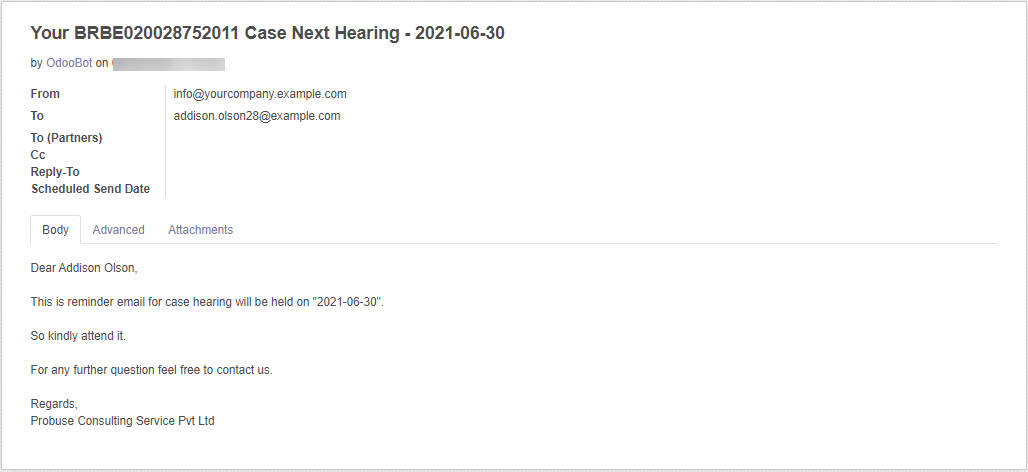 Your BRBE020028752011 Case Next Hearing - 2021-06-30
by OdooBot on
From info@yourcompany.example.com
To addison.olson28@example.com
To (Partners)
Cc
Reply-To
Scheduled Send Date
Body Advanced Attachments
Dear Addison Olson,
This is reminder email for case hearing will be held on "2021-06-30".
So kindly attend it.
For any further question feel free to contact us.
Regards,
Probuse Consulting Service Pvt Ltd